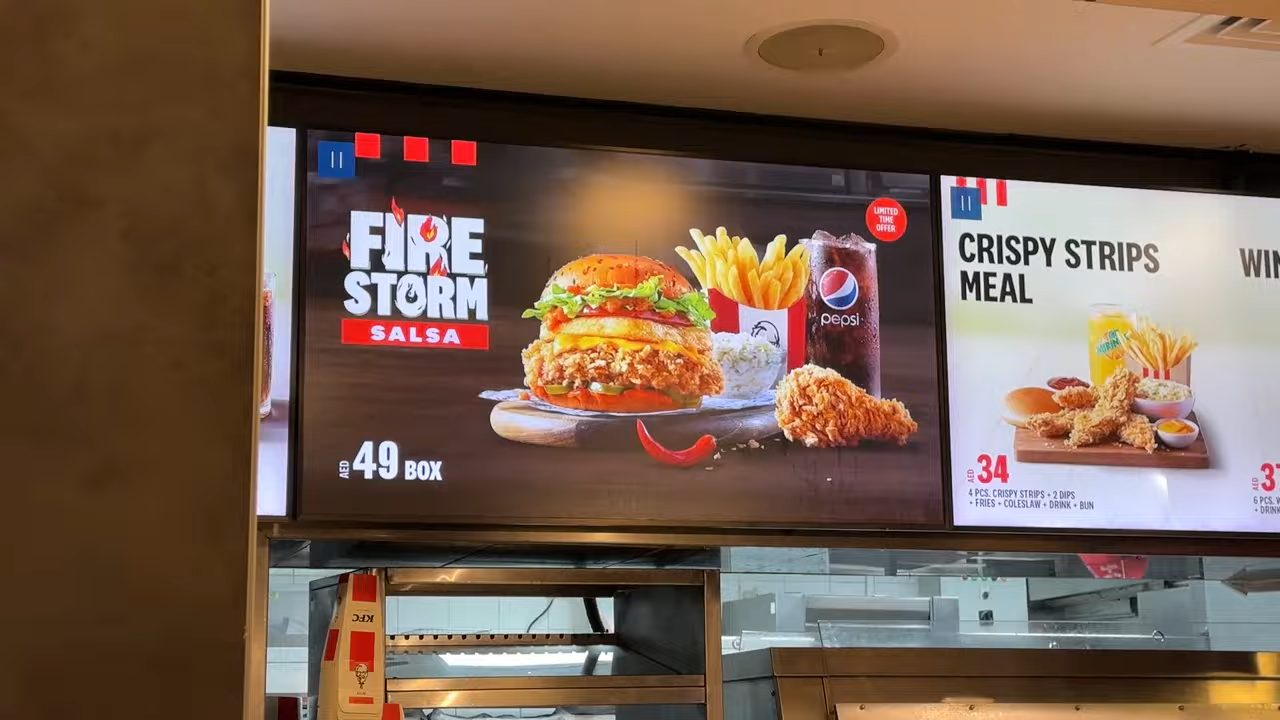 FIRE
STORM
SALSA
AED 49 BOX
LIMITED
TIME
OFFER
pepsi
CRISPY STRIPS
MEAL
AED 34
4 PCS. CRISPY STRIPS + 2 DIPS
+ FRIES + COLESLAW + DRINK + BUN
WIN
AED 37
6 PCS. W
+ DRINK
KFC